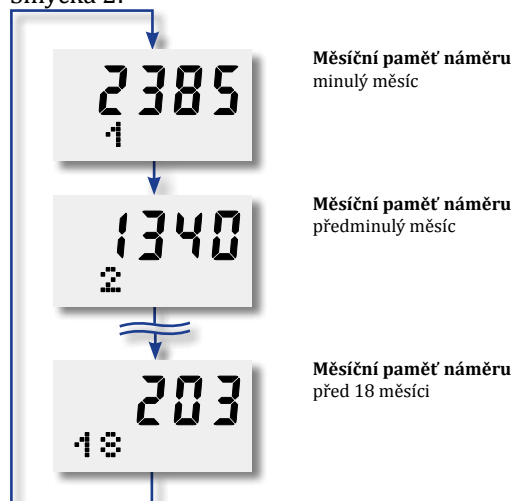 Smyčka 2:
2385
1
Měsíční paměť náměru
minulý měsíc
1340
2
Měsíční paměť náměru
předminulý měsíc
203
18
Měsíční paměť náměru
před 18 měsíci